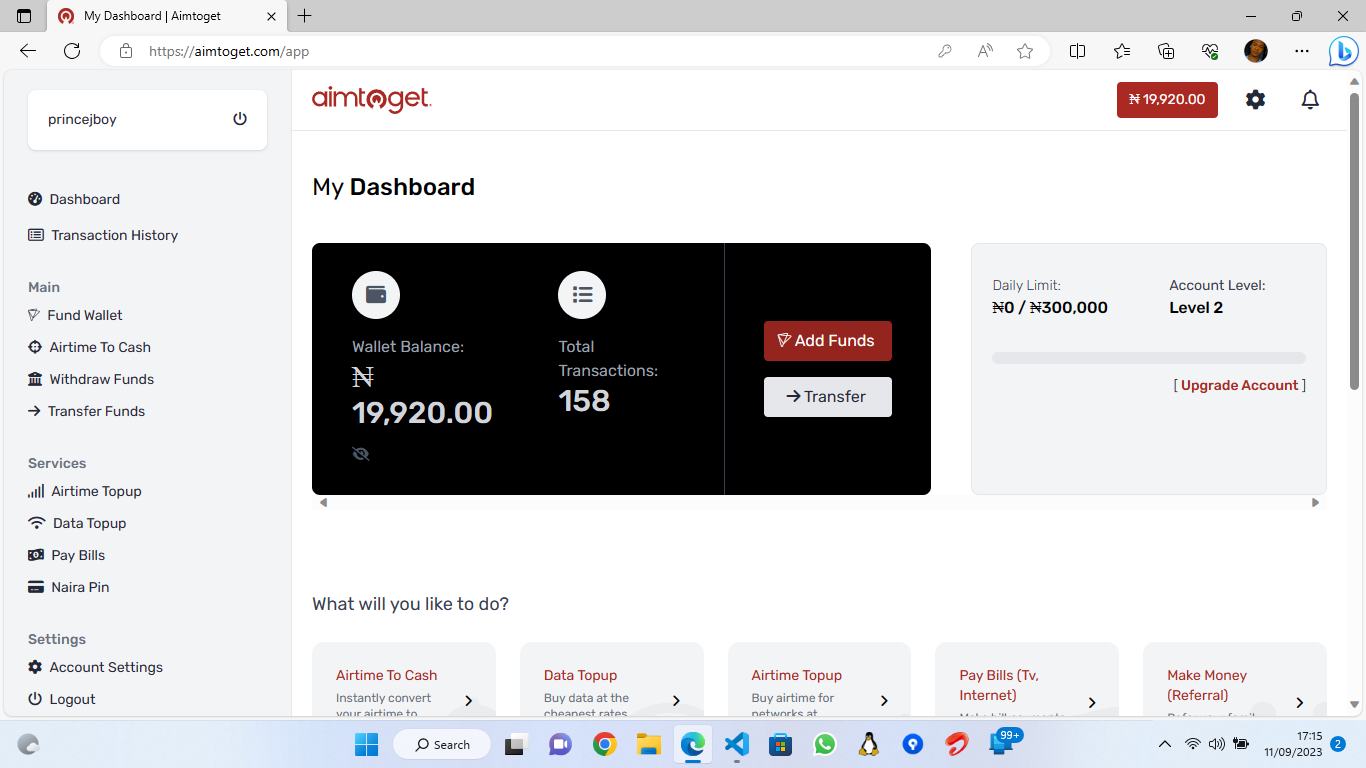 My Dashboard | Aimtoget
https://aimtoget.com/app
princejboy
Dashboard
Transaction History
Main
Fund Wallet
Airtime To Cash
Withdraw Funds
Transfer Funds
Services
Airtime Topup
Data Topup
Pay Bills
Naira Pin
Settings
Account Settings
Logout
aimtoget.
₦ 19,920.00
My Dashboard
Wallet Balance:
₦
19,920.00
Total
Transactions:
158
Add Funds
Transfer
Daily Limit:
₦0 / ₦300,000
Account Level:
Level 2
[ Upgrade Account ]
What will you like to do?
Airtime To Cash
Instantly convert
your airtime to
Data Topup
Buy data at the
cheapest rates
Airtime Topup
Buy airtime for
networks at
Pay Bills (Tv,
Internet)
Make bill payments
Make Money
(Referral)
Search
99+
17:15
11/09/2023
2